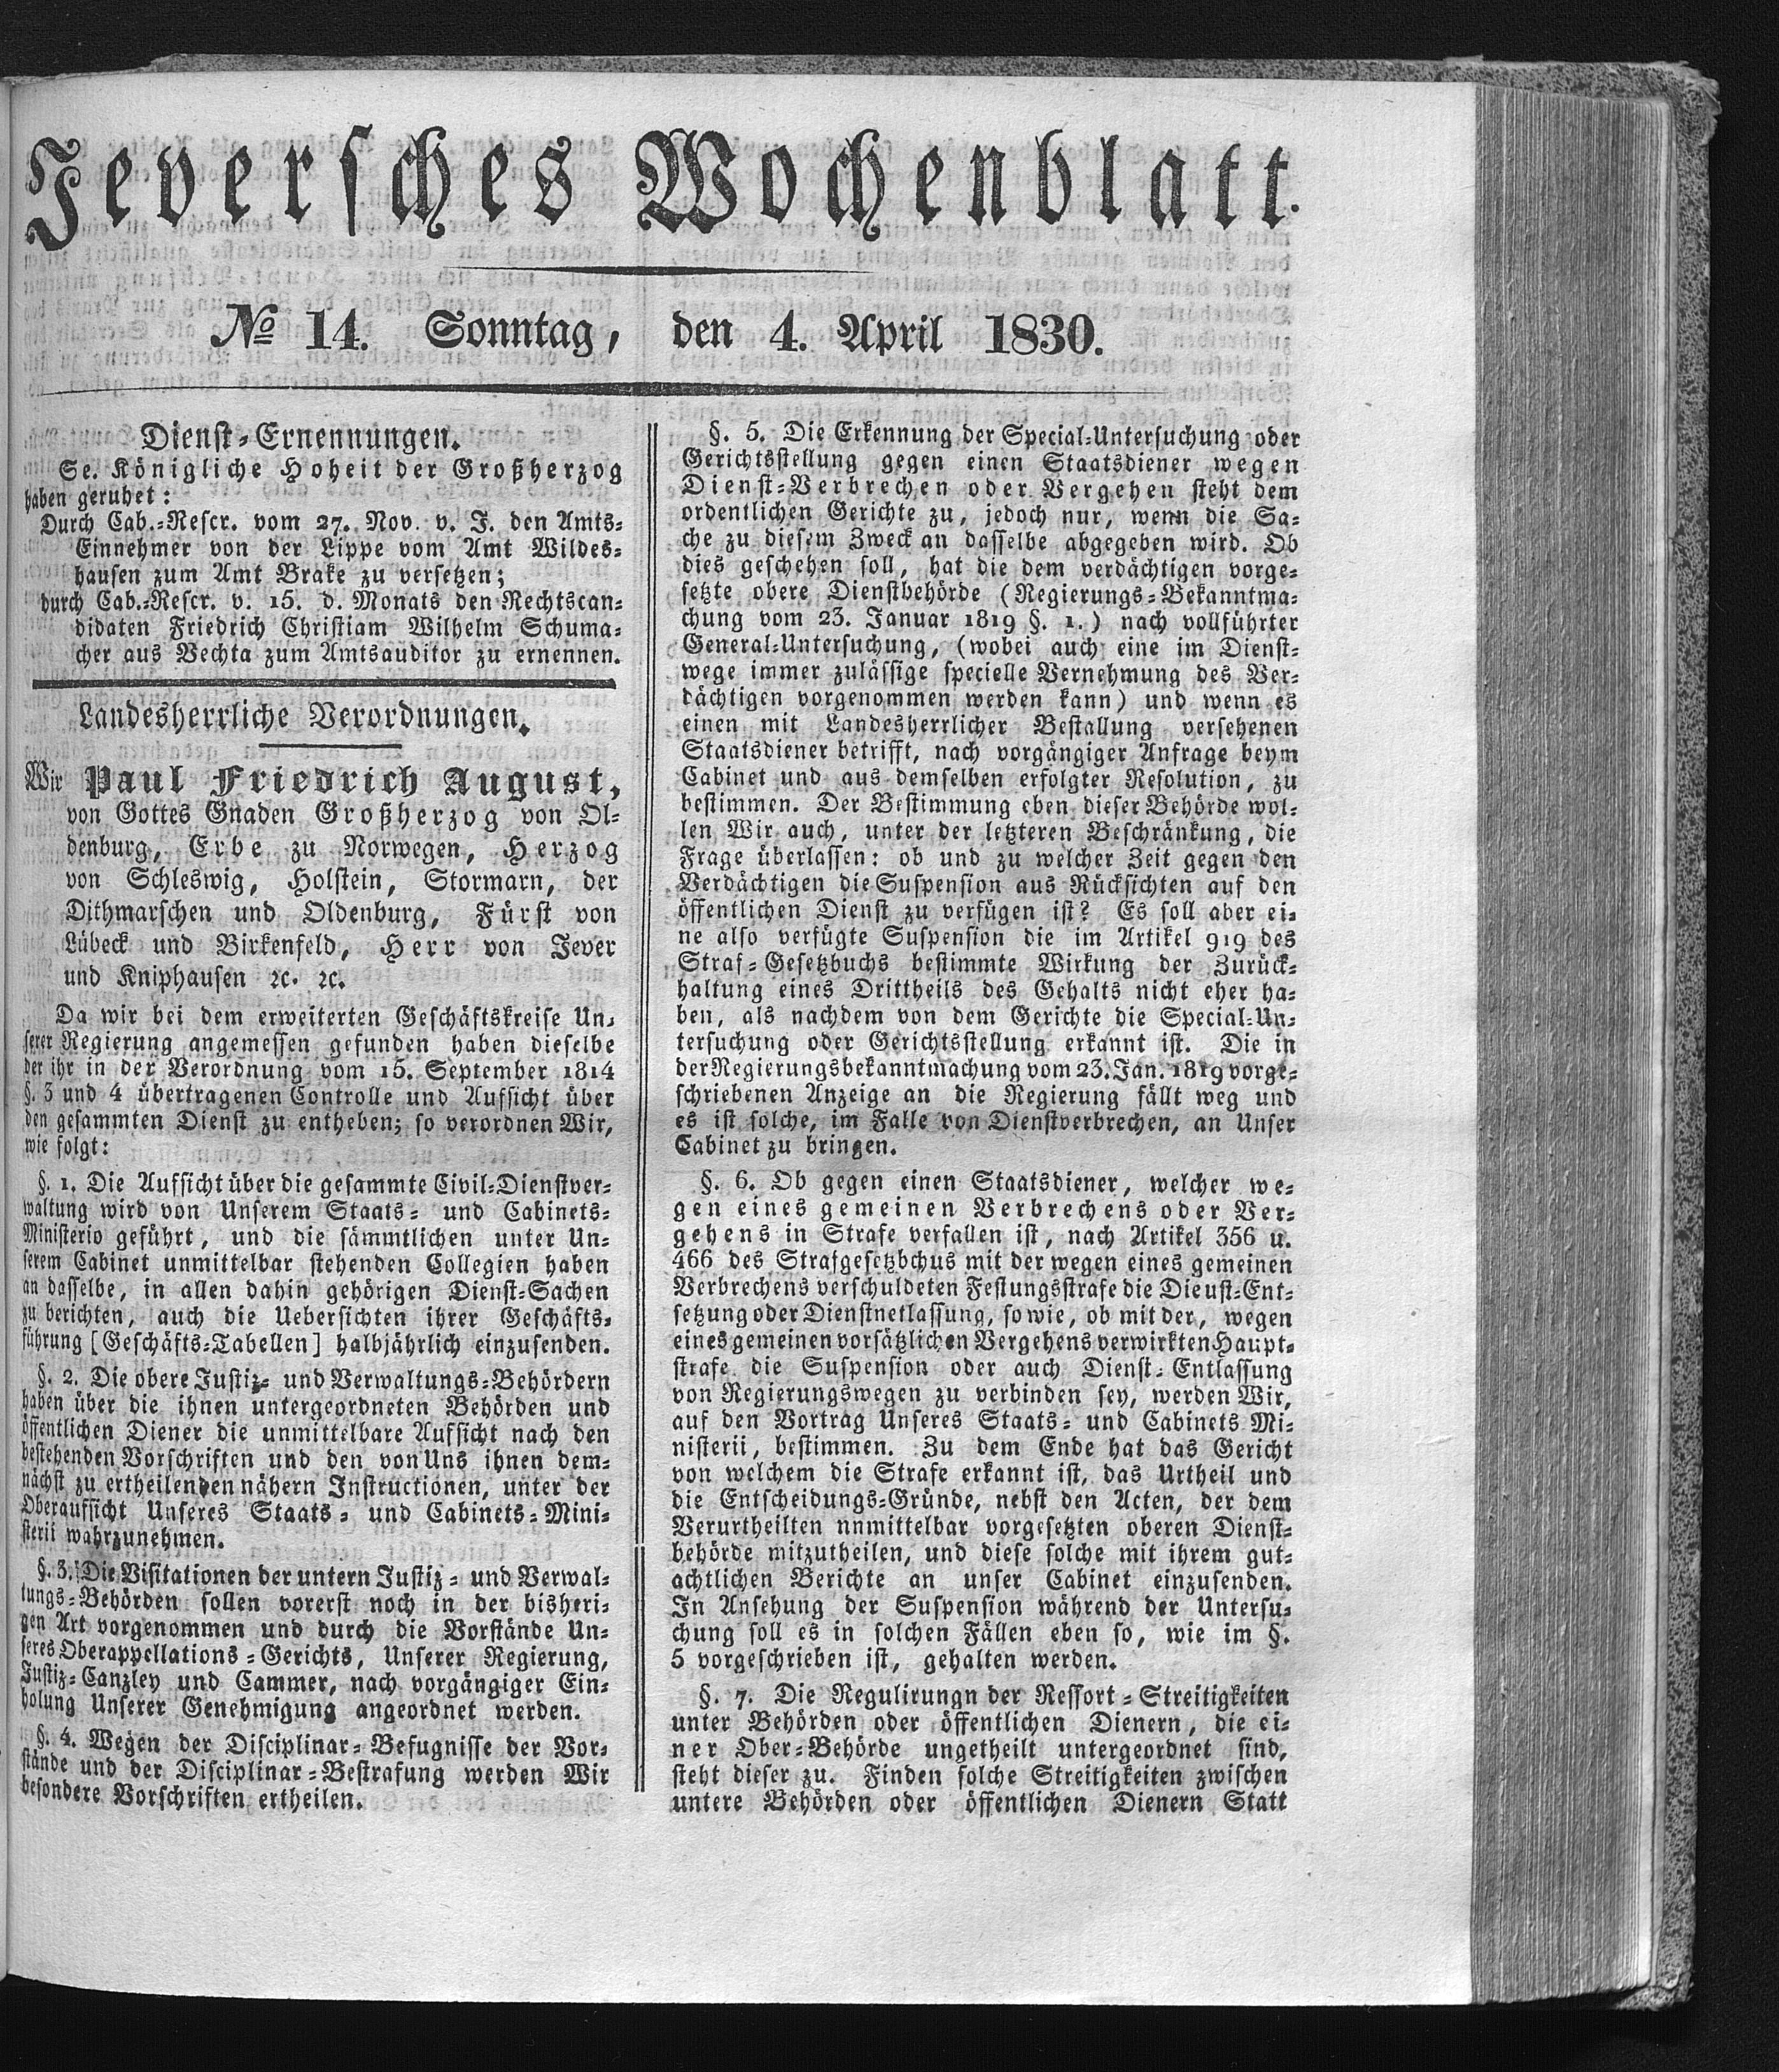 Jeversches Wochenblatt.
№ 14. Sonntag, den 4. April 1830.
Dienst-Ernennungen.
Se. Königliche Hoheit der Großherzog
haben geruhet:
Durch Cab.-Rescr. vom 27. Nov. v. J. den Amts-
Einnehmer von der Lippe vom Amt Wildes-
hausen zum Amt Brake zu versetzen;
durch Cab.-Rescr. v. 15. d. Monats den Rechtscan-
didaten Friedrich Christiam Wilhelm Schuma-
cher aus Vechta zum Amtsauditor zu ernennen.
Landesherrliche Verordnungen.
Wir Paul Friedrich August,
von Gottes Gnaden Großherzog von Ol-
denburg, Erbe zu Norwegen, Herzog
von Schleswig, Holstein, Stormarn, der
Dithmarschen und Oldenburg, Fürst von
Lübeck und Birkenfeld, Herr von Jever
und Kniphausen ꝛc. ꝛc.
Da wir bei dem erweiterten Geschäftskreise Un-
serer Regierung angemessen gefunden haben dieselbe
der ihr in der Verordnung vom 15. September 1814
§. 3 und 4 übertragenen Controlle und Aufsicht über
den gesammten Dienst zu entheben; so verordnen Wir,
wie folgt:
§. 1. Die Aufsicht über die gesammte Civil-Dienstver-
waltung wird von Unserem Staats- und Cabinets-
Ministerio geführt, und die sämmtlichen unter Un-
serem Cabinet unmittelbar stehenden Collegien haben
an dasselbe, in allen dahin gehörigen Dienst-Sachen
zu berichten, auch die Uebersichten ihrer Geschäfts-
führung [Geschäfts-Tabellen] halbjährlich einzusenden.
§. 2. Die obere Justiz- und Verwaltungs-Behördern
haben über die ihnen untergeordneten Behörden und
öffentlichen Diener die unmittelbare Aufsicht nach den
bestehenden Vorschriften und den von Uns ihnen dem-
nächst zu ertheilenden nähern Instructionen, unter der
Oberaufsicht Unseres Staats- und Cabinets-Mini-
sterii wahrzunehmen.
§. 3. Die Visitationen der untern Justiz- und Verwal-
tungs-Behörden sollen vorerst noch in der bisheri-
gen Art vorgenommen und durch die Vorstände Un-
seres Oberappellations-Gerichts, Unserer Regierung,
Justiz-Canzley und Cammer, nach vorgängiger Ein-
holung Unserer Genehmigung angeordnet werden.
§. 4. Wegen der Disciplinar-Befugnisse der Vor-
stände und der Disciplinar-Bestrafung werden Wir
besondere Vorschriften ertheilen.
§. 5. Die Erkennung der Special-Untersuchung oder
Gerichtsstellung gegen einen Staatsdiener wegen
Dienst-Verbrechen oder Vergehen steht dem
ordentlichen Gerichte zu, jedoch nur, wenn die Sa-
che zu diesem Zweck an dasselbe abgegeben wird. Ob
dies geschehen soll, hat die dem verdächtigen vorge-
setzte obere Dienstbehörde (Regierungs-Bekanntma-
chung vom 23. Januar 1819 §. 1.) nach vollführter
General-Untersuchung, (wobei auch eine im Dienst-
wege immer zulässige specielle Vernehmung des Ver-
dächtigen vorgenommen werden kann) und wenn es
einen mit Landesherrlicher Bestallung versehenen
Staatsdiener betrifft, nach vorgängiger Anfrage beym
Cabinet und aus demselben erfolgter Resolution, zu
bestimmen. Der Bestimmung eben dieser Behörde wol-
len Wir auch, unter der letzteren Beschränkung, die
Frage überlassen: ob und zu welcher Zeit gegen den
Verdächtigen die Suspension aus Rücksichten auf den
öffentlichen Dienst zu verfügen ist? Es soll aber ei-
ne also verfügte Suspension die im Artikel 919 des
Straf-Gesetzbuchs bestimmte Wirkung der Zurück-
haltung eines Drittheils des Gehalts nicht eher ha-
ben, als nachdem von dem Gerichte die Special-Un-
tersuchung oder Gerichtsstellung erkannt ist. Die in
der Regierungsbekanntmachung vom 23. Jan. 1819 vorge-
schriebenen Anzeige an die Regierung fällt weg und
es ist solche, im Falle von Dienstverbrechen, an Unser
Cabinet zu bringen.
§. 6. Ob gegen einen Staatsdiener, welcher we-
gen eines gemeinen Verbrechens oder Ver-
gehens in Strafe verfallen ist, nach Artikel 356 u.
466 des Strafgesetzbchus mit der wegen eines gemeinen
Verbrechens verschuldeten Festungsstrafe die Dieust-Ent-
setzung oder Dienstnetlassung, sowie, ob mit der, wegen
eines gemeinen vorsätzlichen Vergehens verwirkten Haupt-
strafe die Suspension oder auch Dienst-Entlassung
von Regierungswegen zu verbinden sey, werden Wir,
auf den Vortrag Unseres Staats- und Cabinets Mi-
nisterii, bestimmen. Zu dem Ende hat das Gericht
von welchem die Strafe erkannt ist, das Urtheil und
die Entscheidungs-Gründe, nebst den Acten, der dem
Verurtheilten nnmittelbar vorgesetzten oberen Dienst-
behörde mitzutheilen, und diese solche mit ihrem gut-
achtlichen Berichte an unser Cabinet einzusenden.
In Ansehung der Suspension während der Untersu-
chung soll es in solchen Fällen eben so, wie im §.
5 vorgeschrieben ist, gehalten werden.
§. 7. Die Regulirungn der Ressort-Streitigkeiten
unter Behörden oder öffentlichen Dienern, die ei-
ner Ober-Behörde ungetheilt untergeordnet sind,
steht dieser zu. Finden solche Streitigkeiten zwischen
untere Behörden oder öffentlichen Dienern Statt